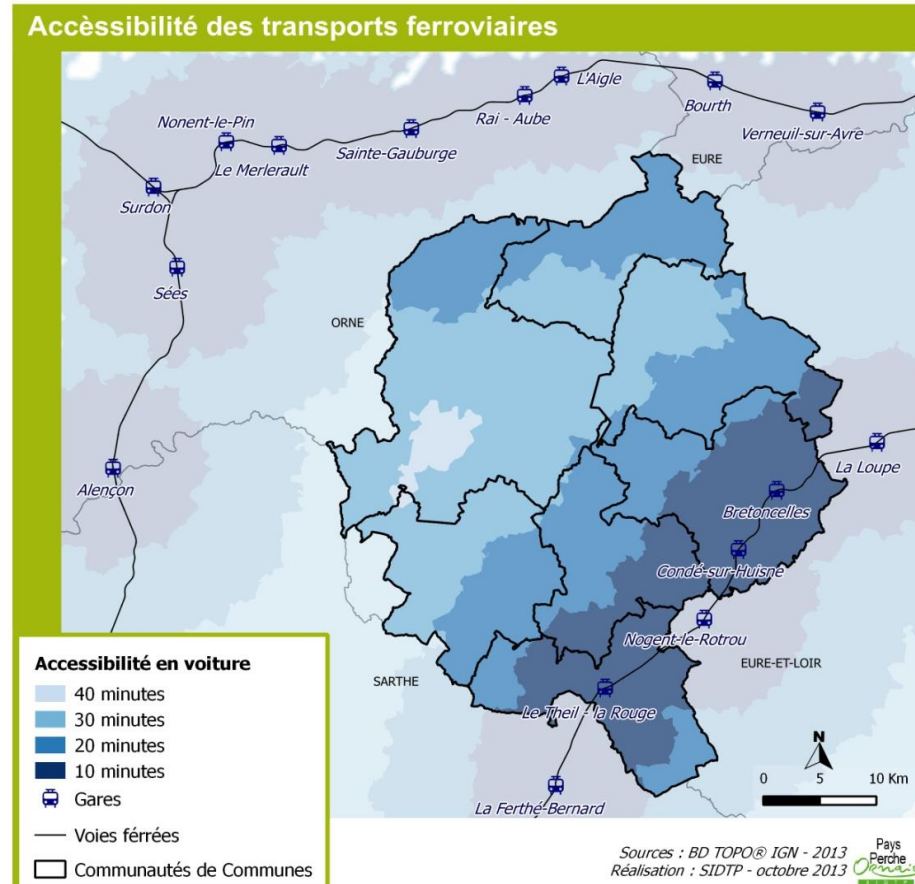 Accèssibilité des transports ferroviaires
L'Aigle
Rai - Aube
Bourth
Nonent-le-Pin
Le Merlerault
Sainte-Gauburge
Verneuil-sur-Avre
EURE
Surdon
Sées
ORNE
La Loupe
Alençon
Bretoncelles
Condé-sur-Huisne
Nogent-le-Rotrou
EURE-ET-LOIR
SARTHE
Le Theil - la Rouge
La Ferthé-Bernard
N
0 5 10 Km
Accessibilité en voiture
40 minutes
30 minutes
20 minutes
10 minutes
Gares
Voies férrées
Communautés de Communes
Sources : BD TOPO® IGN - 2013
Réalisation : SIDTP - octobre 2013
Pays
Perche
Ornais